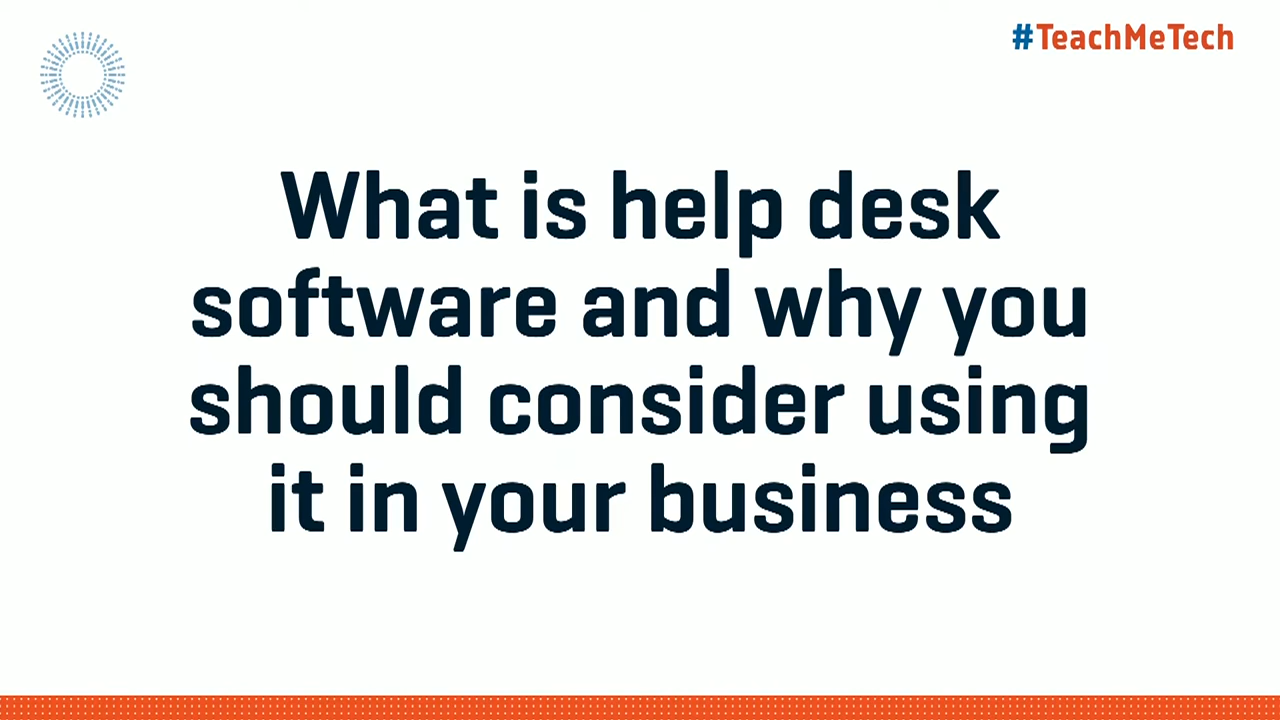 #TeachMeTech
What is help desk
software and why you
should consider using
it in your business